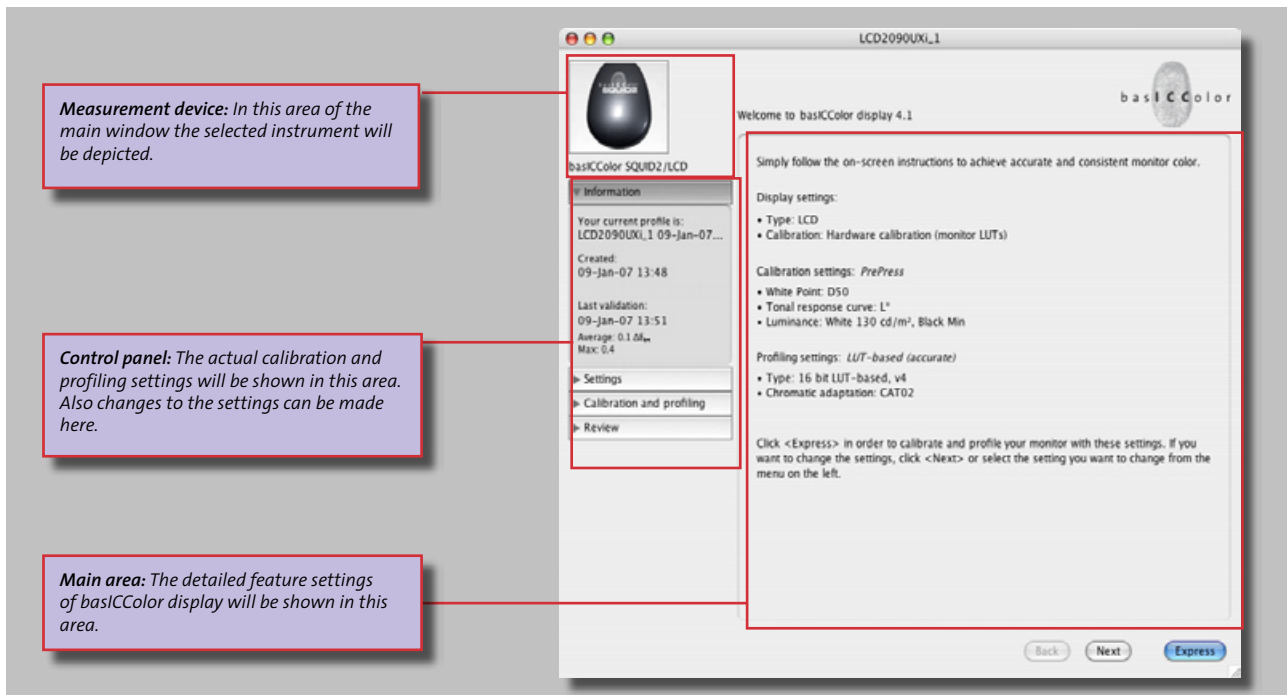 LCD2090UXi_1
Measurement device: In this area of the
main window the selected instrument will
be depicted.
SQUID2
basICColor
Welcome to basICColor display 4.1
basICColor SQUID2/LCD
Information
Your current profile is:
LCD2090UXi_1 09-Jan-07...
Created:
09-Jan-07 13:48
Last validation:
09-Jan-07 13:51
Average: 0.1
Max: 0.4
Settings
Calibration and profiling
Review
Simply follow the on-screen instructions to achieve accurate and consistent monitor color.
Display settings:
• Type: LCD
• Calibration: Hardware calibration (monitor LUTs)
Calibration settings: PrePress
• White Point: D50
• Tonal response curve: L*
• Luminance: White 130 cd/m², Black Min
Profiling settings: LUT-based (accurate)
• Type: 16 bit LUT-based, v4
• Chromatic adaptation: CAT02
Click <Express> in order to calibrate and profile your monitor with these settings. If you
want to change the settings, click <Next> or select the setting you want to change from the
menu on the left.
Control panel: The actual calibration and
profiling settings will be shown in this area.
Also changes to the settings can be made
here.
Main area: The detailed feature settings
of basICColor display will be shown in this
area.
Back
Next
Express